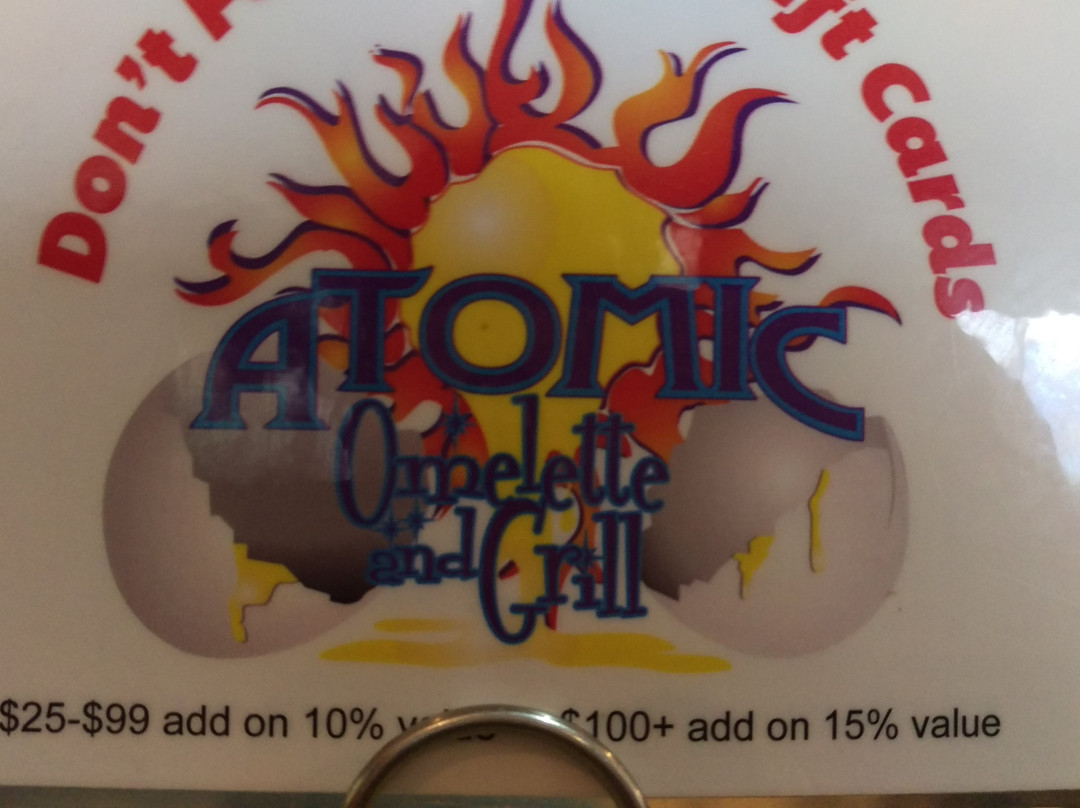 Don't
Cards
ATOMIC
Omelette
and Grill
$25-$99 add on 10% $100+ add on 15% value